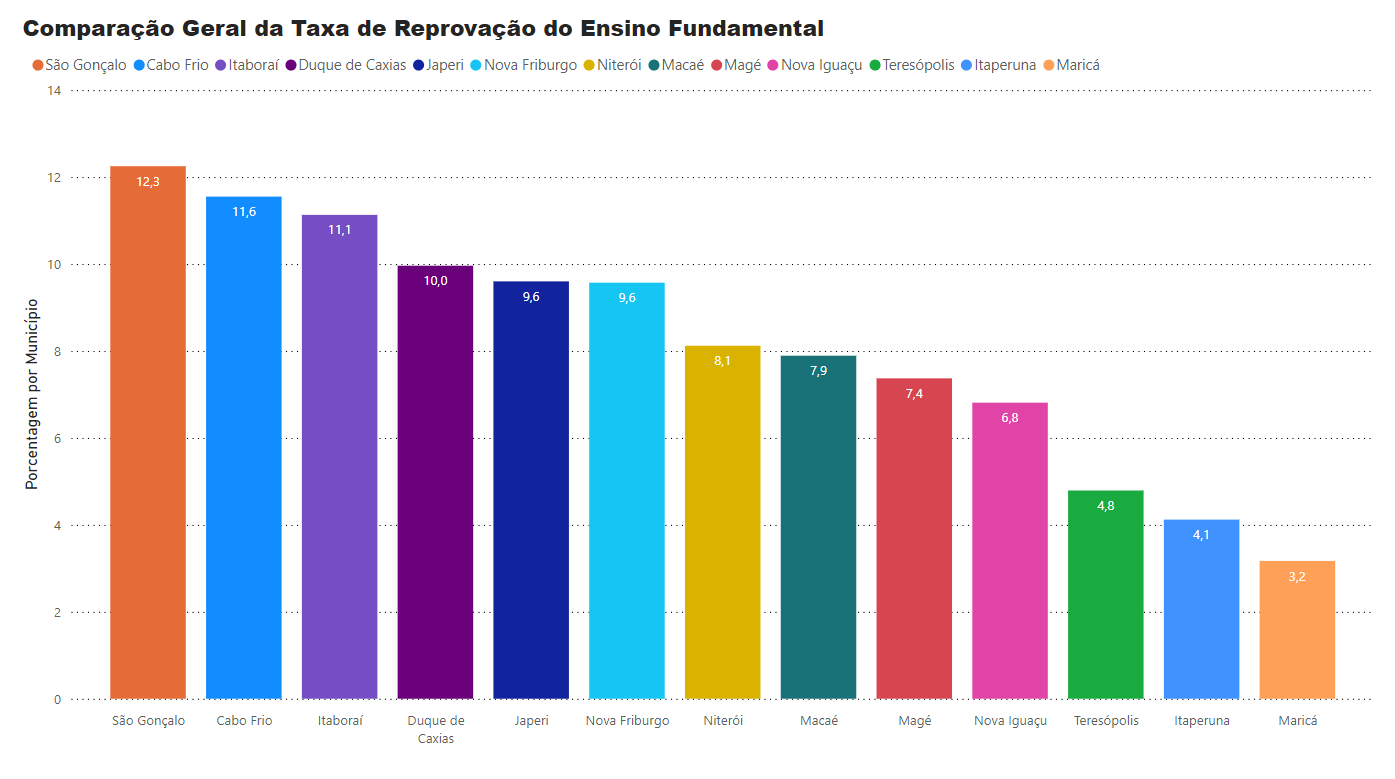 Comparação Geral da Taxa de Reprovação do Ensino Fundamental
São Gonçalo Cabo Frio Itaboraí Duque de Caxias Japeri Nova Friburgo Niterói Macaé Magé Nova Iguaçu Teresópolis Itaperuna Maricá
Porcentagem por Município
14
12
10
8
6
4
2
0
12,3
11,6
11,1
10,0
9,6
9,6
8,1
7,9
7,4
6,8
4,8
4,1
3,2
São Gonçalo
Cabo Frio
Itaboraí
Duque de
Caxias
Japeri
Nova Friburgo
Niterói
Macaé
Magé
Nova Iguaçu
Teresópolis
Itaperuna
Maricá